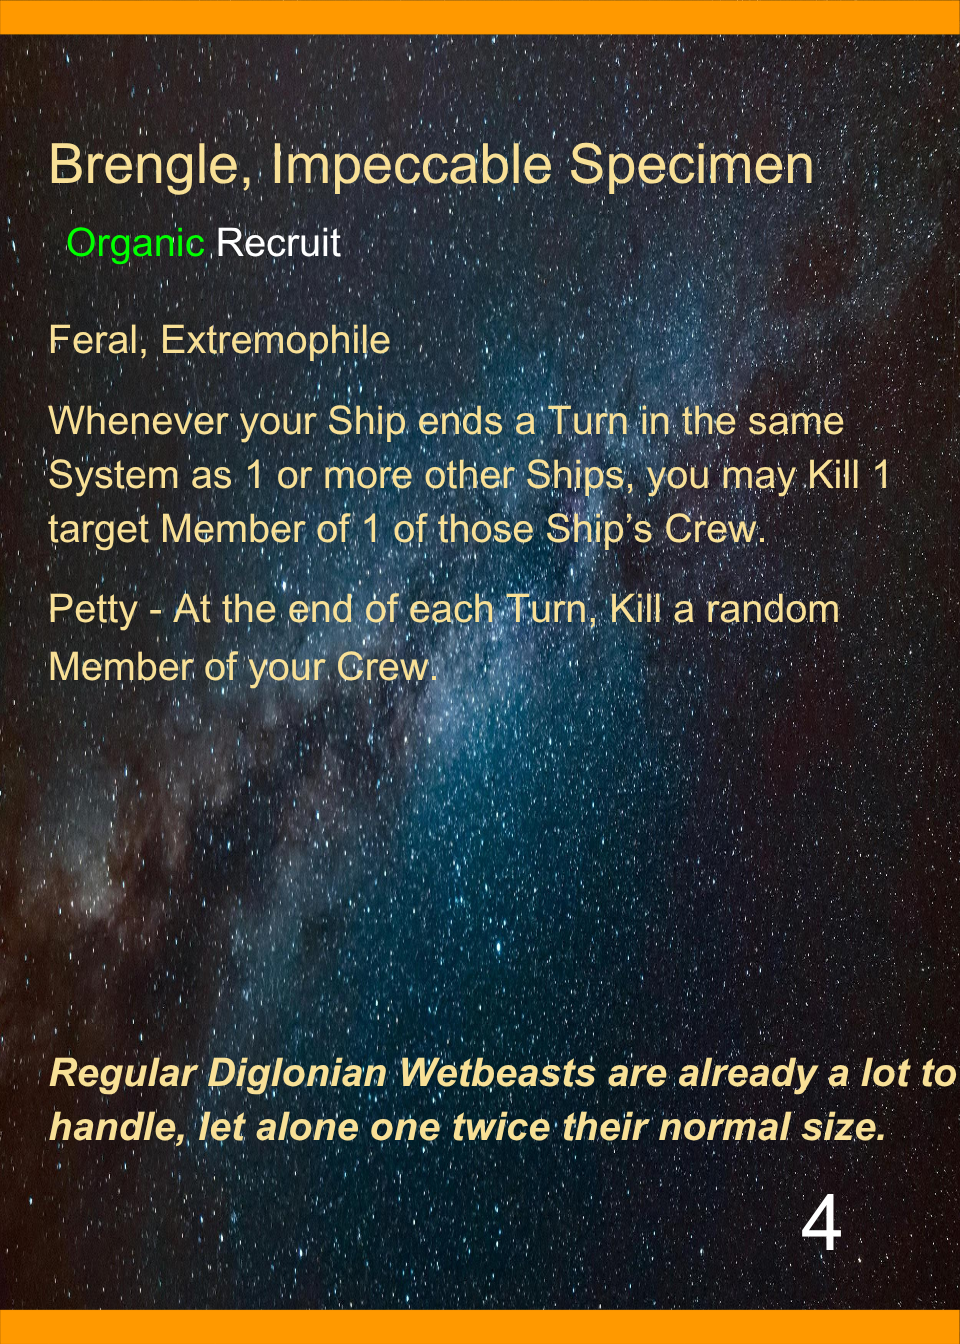 Brengle, Impeccable Specimen
Organic Recruit
Feral, Extremophile
Whenever your Ship ends a Turn in the same
System as 1 or more other Ships, you may Kill 1
target Member of 1 of those Ship’s Crew.
Petty - At the end of each Turn, Kill a random
Member of your Crew.
Regular Diglonian Wetbeasts are already a lot to
handle, let alone one twice their normal size.
4